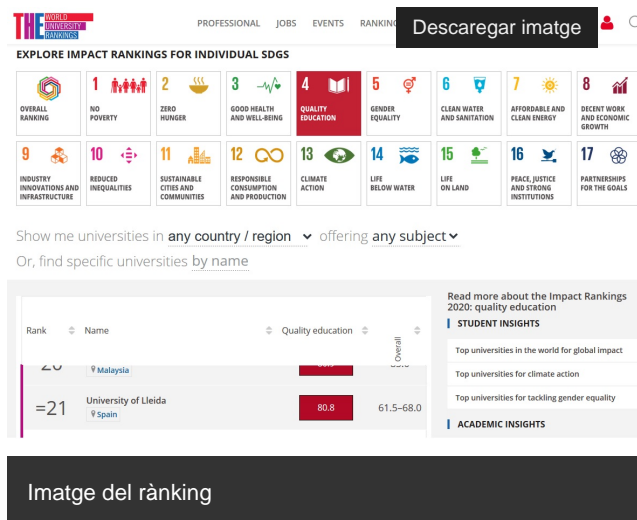 THE WORLD UNIVERSITY RANKINGS
PROFESSIONAL JOBS EVENTS
Descaregar imatge
EXPLORE IMPACT RANKINGS FOR INDIVIDUAL SDGS
OVERALL RANKING
1 NO POVERTY
2 ZERO HUNGER
3 GOOD HEALTH AND WELL-BEING
4 QUALITY EDUCATION
5 GENDER EQUALITY
6 CLEAN WATER AND SANITATION
7 AFFORDABLE AND CLEAN ENERGY
8 DECENT WORK AND ECONOMIC GROWTH
9 INDUSTRY INNOVATIONS AND INFRASTRUCTURE
10 REDUCED INEQUALITIES
11 SUSTAINABLE CITIES AND COMMUNITIES
12 RESPONSIBLE CONSUMPTION AND PRODUCTION
13 CLIMATE ACTION
14 LIFE BELOW WATER
15 LIFE ON LAND
16 PEACE, JUSTICE AND STRONG INSTITUTIONS
17 PARTNERSHIPS FOR THE GOALS
Show me universities in any country / region offering any subject
Or, find specific universities by name
Rank Name Quality education Overall
Malaysia
=21 University of Lleida 80.8 61.5–68.0
Spain
Read more about the Impact Rankings
2020: quality education
STUDENT INSIGHTS
Top universities in the world for global impact
Top universities for climate action
Top universities for tackling gender equality
ACADEMIC INSIGHTS
Imatge del rànking